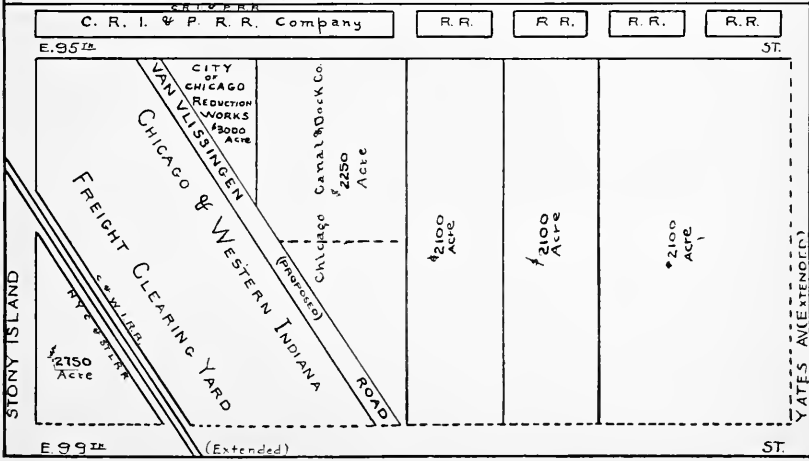 C. R. I. & P. R. R.
C. R. I. & P. R. R. Company
R. R.
R. R.
R. R.
R. R.
E. 95TH
ST.
CITY
OF
CHICAGO
REDUCTION
WORKS
$3000
Acre
VAN VLISSINGEN
(PROPOSED)
ROAD
CHICAGO & WESTERN INDIANA
FREIGHT CLEARING YARD
Chicago Canal & Dock Co.
$2250
Acre
$2100
Acre
$2100
Acre
$2100
Acre
YATES AV (EXTENDED)
STONY ISLAND
C & W. I. R.R.
N.Y. C & ST L RR
$2750
Acre
E. 99TH
(Extended)
ST.